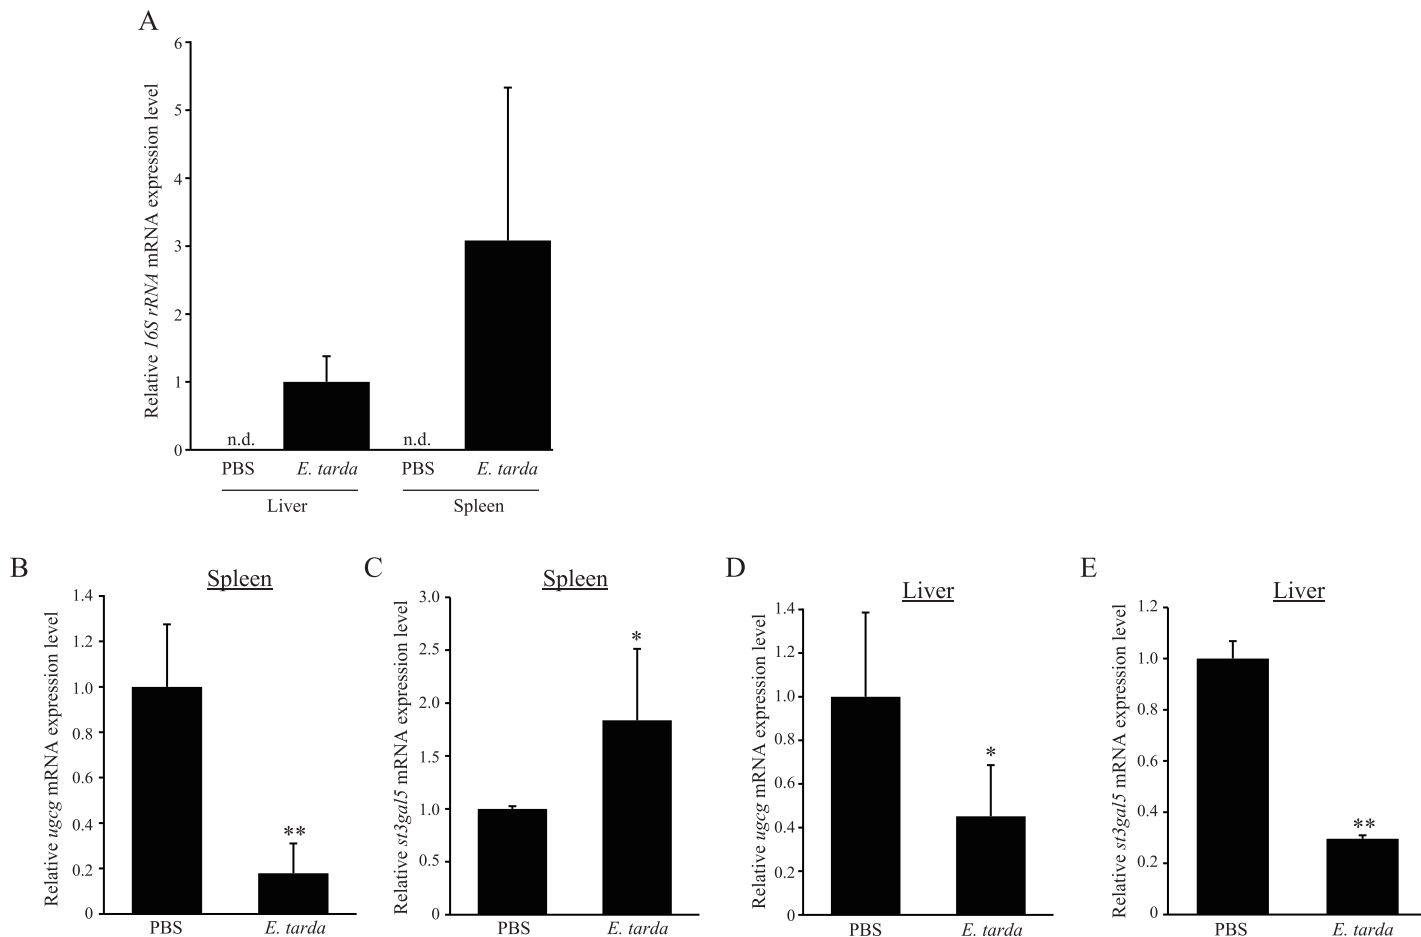 A
Relative 16S rRNA mRNA expression level
6
5
4
3
2
1
0
n.d.
n.d.
PBS
E. tarda
PBS
E. tarda
Liver
Spleen
B
Spleen
Relative ugcg mRNA expression level
1.4
1.2
1.0
0.8
0.6
0.4
0.2
0
**
PBS
E. tarda
C
Spleen
Relative st3gal5 mRNA expression level
3.0
2.5
2.0
1.5
1.0
0.5
0
*
PBS
E. tarda
D
Liver
Relative ugcg mRNA expression level
1.4
1.2
1.0
0.8
0.6
0.4
0.2
0
*
PBS
E. tarda
E
Liver
Relative st3gal5 mRNA expression level
1.2
1.0
0.8
0.6
0.4
0.2
0
**
PBS
E. tarda